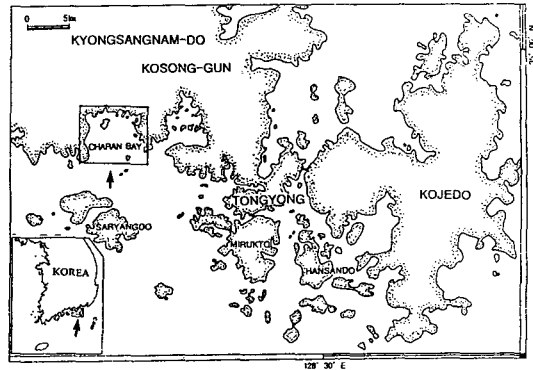 0 5km
KYONGSANGNAM-DO
KOSONG-GUN
CHARAN BAY
TONGYONG
KOJEDO
SARYANGDO
MIRUKTO
HANSANDO
KOREA
128° 30' E